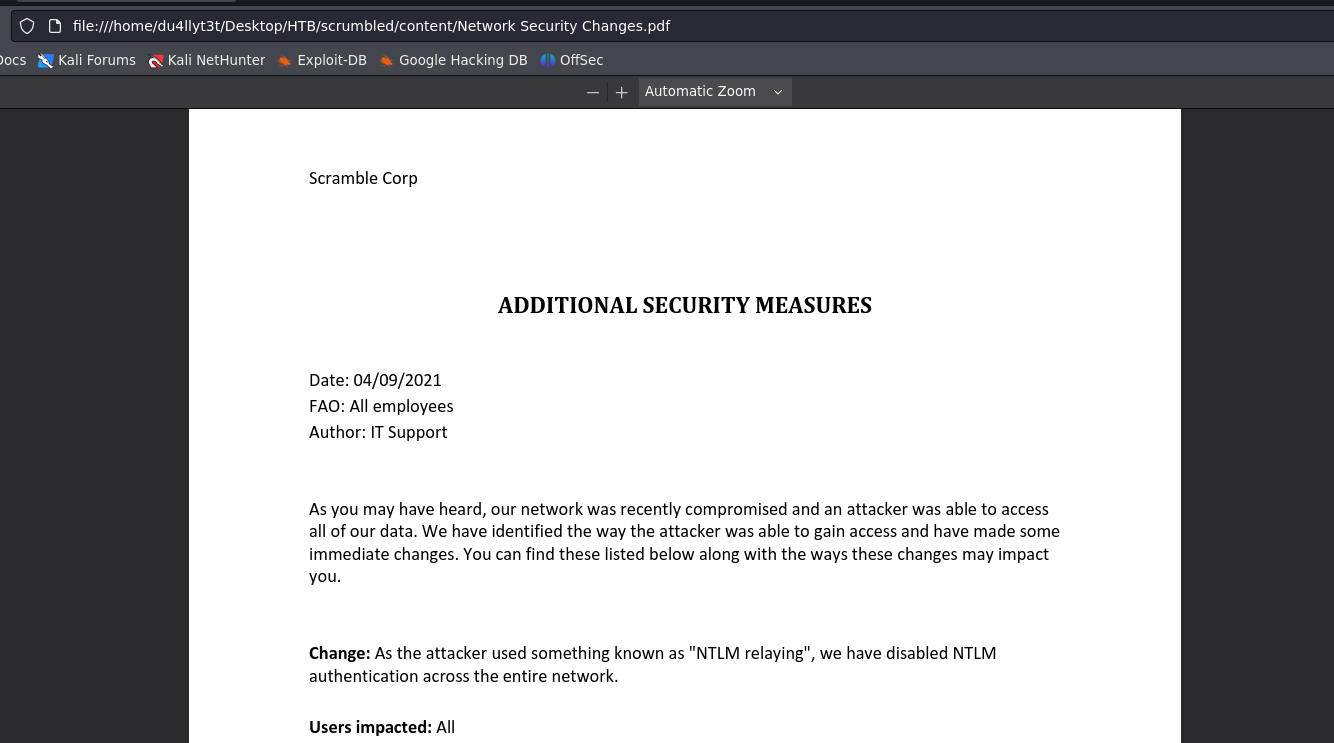 file:///home/du4llyt3t/Desktop/HTB/scrumbled/content/Network Security Changes.pdf
Docs Kali Forums Kali NetHunter Exploit-DB Google Hacking DB OffSec
− + Automatic Zoom
Scramble Corp
ADDITIONAL SECURITY MEASURES
Date: 04/09/2021
FAO: All employees
Author: IT Support
As you may have heard, our network was recently compromised and an attacker was able to access
all of our data. We have identified the way the attacker was able to gain access and have made some
immediate changes. You can find these listed below along with the ways these changes may impact
you.
Change: As the attacker used something known as "NTLM relaying", we have disabled NTLM
authentication across the entire network.
Users impacted: All